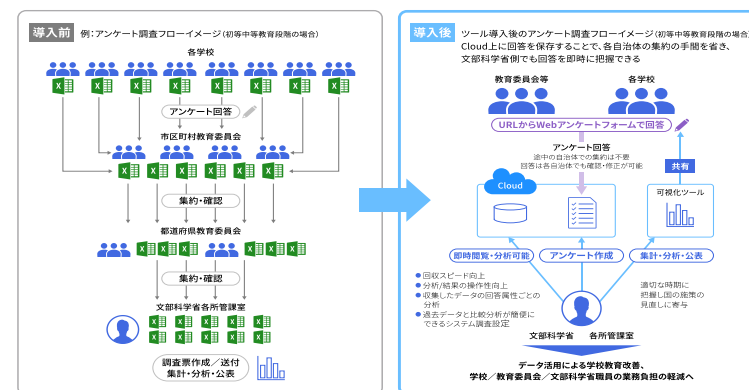 導入前 例：アンケート調査フローイメージ（初等中等教育段階の場合）
各学校
アンケート回答
市区町村教育委員会
集約・確認
都道府県教育委員会
集約・確認
文部科学省各所管課室
調査票作成／送付
集計・分析・公表
導入後 ツール導入後のアンケート調査フローイメージ（初等中等教育段階の場合）
Cloud上に回答を保存することで、各自治体の集約の手間を省き、
文部科学省側でも回答を即時に把握できる
教育委員会等 各学校
URLからWebアンケートフォームで回答
アンケート回答
途中の自治体での集約は不要
回答は各自治体でも確認・修正が可能
共有
Cloud
可視化ツール
即時閲覧・分析可能 アンケート作成 集計・分析・公表
●回収スピード向上
●分析/結果の操作性向上
●収集したデータの回答属性ごとの
分析
●過去データと比較分析が簡便に
できるシステム調査設定
適切な時期に
把握し国の施策の
見直しに寄与
文部科学省 各所管課室
データ活用による学校教育改善、
学校／教育委員会／文部科学省職員の業務負担の軽減へ